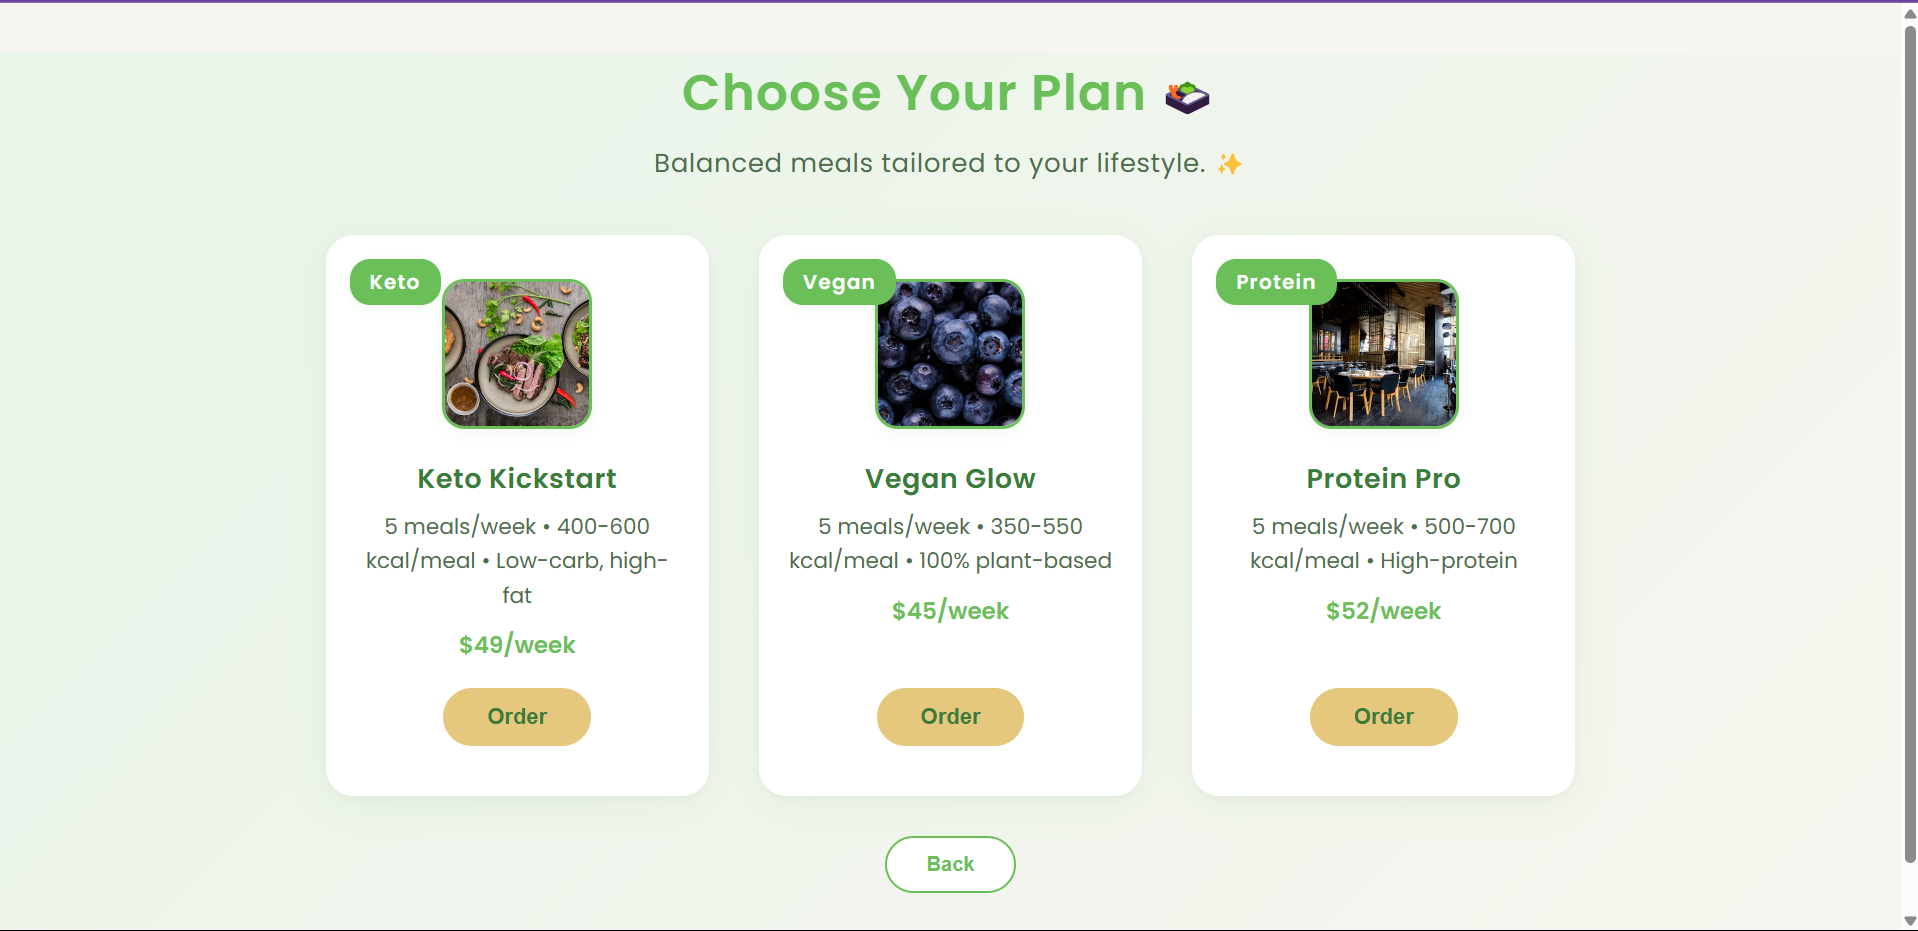 Choose Your Plan 🍱
Balanced meals tailored to your lifestyle. ✨
Keto
Keto Kickstart
5 meals/week • 400-600
kcal/meal • Low-carb, high-
fat
$49/week
Order
Vegan
Vegan Glow
5 meals/week • 350-550
kcal/meal • 100% plant-based
$45/week
Order
Protein
Protein Pro
5 meals/week • 500-700
kcal/meal • High-protein
$52/week
Order
Back